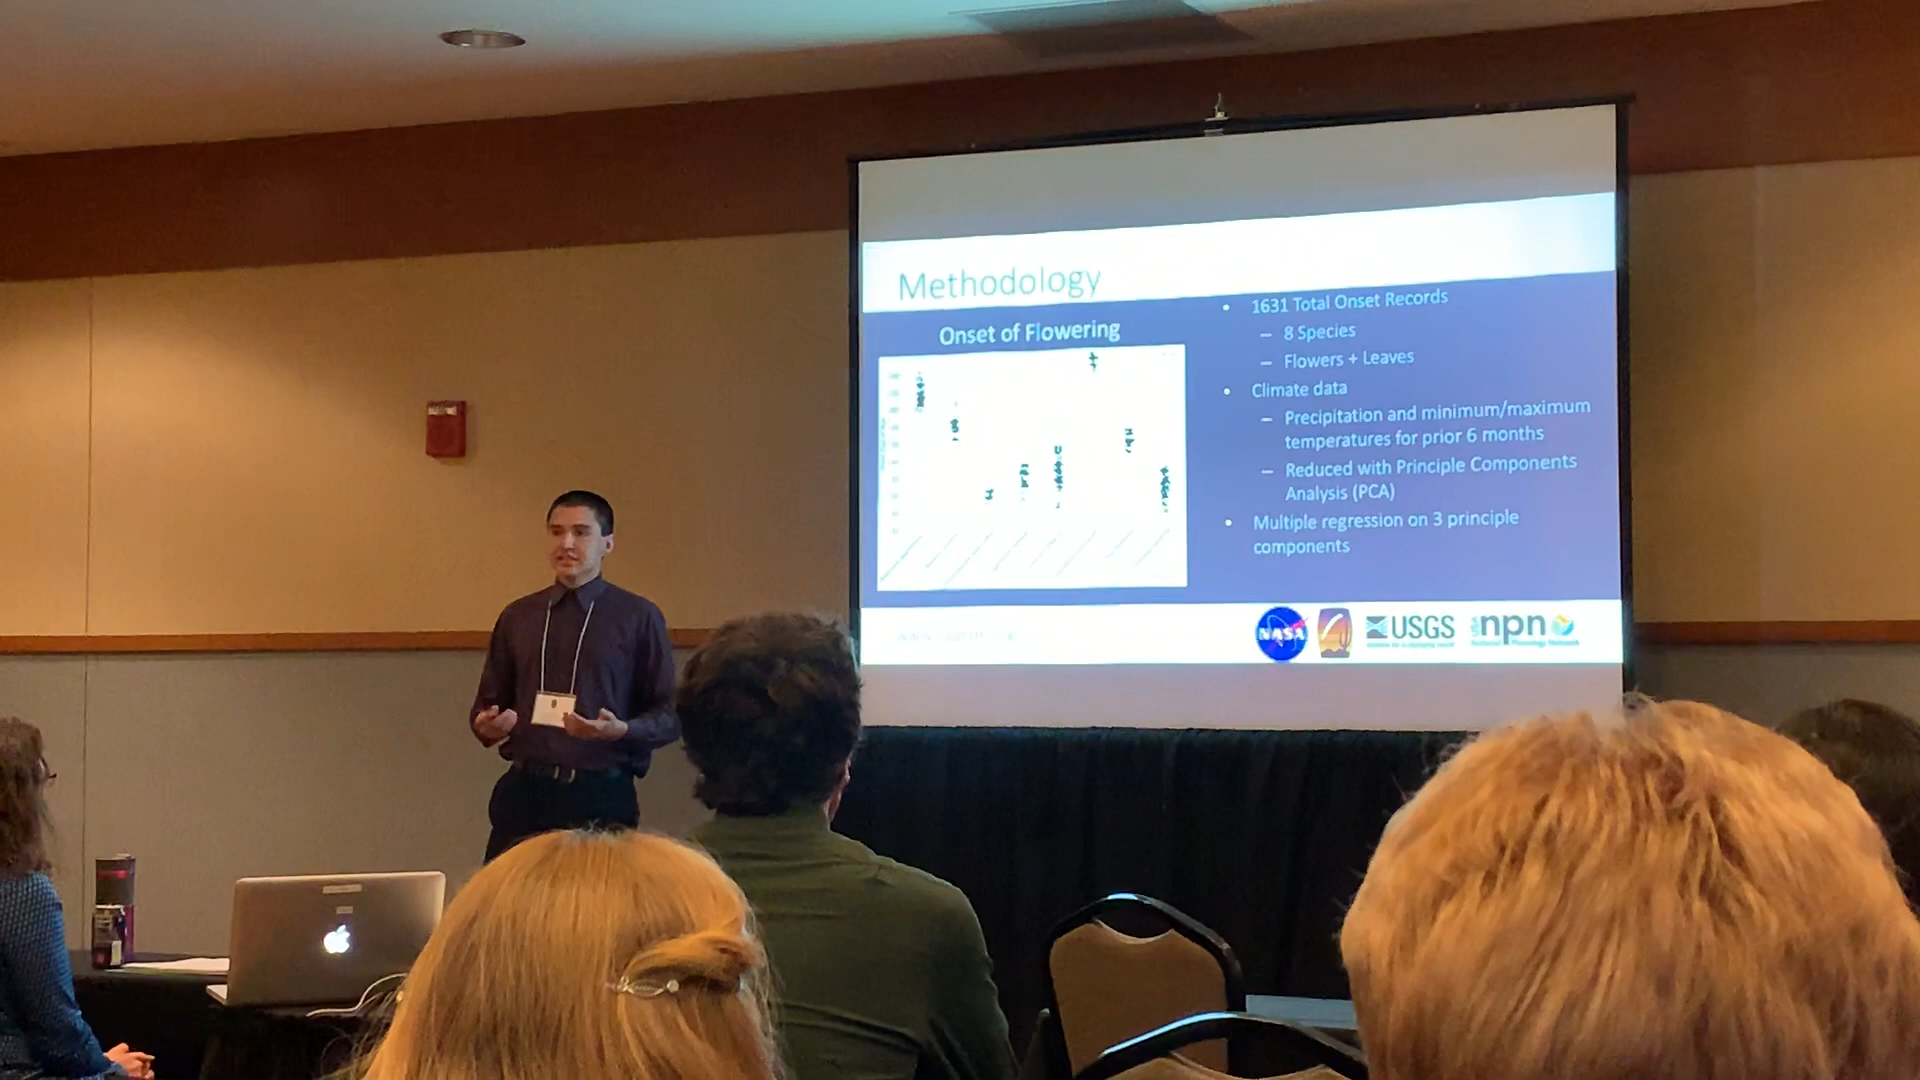 Methodology
Onset of Flowering
• 1631 Total Onset Records
– 8 Species
– Flowers + Leaves
• Climate data
– Precipitation and minimum/maximum
temperatures for prior 6 months
– Reduced with Principle Components
Analysis (PCA)
• Multiple regression on 3 principle
components
NASA
USGS
npn